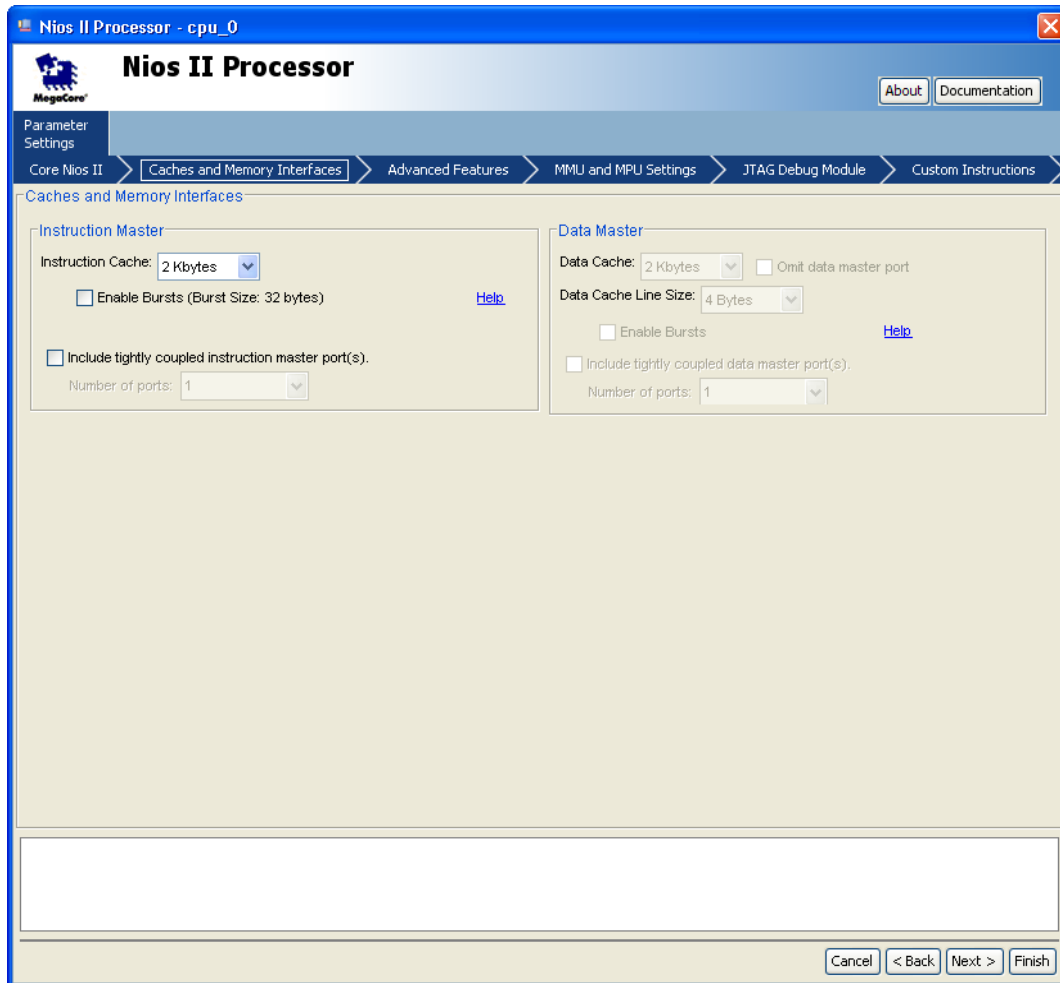 Nios II Processor - cpu_0
MegaCore®
Nios II Processor
About
Documentation
Parameter
Settings
Core Nios II
Caches and Memory Interfaces
Advanced Features
MMU and MPU Settings
JTAG Debug Module
Custom Instructions
Caches and Memory Interfaces
Instruction Master
Instruction Cache: 2 Kbytes
Enable Bursts (Burst Size: 32 bytes)
Help
Include tightly coupled instruction master port(s).
Number of ports: 1
Data Master
Data Cache: 2 Kbytes
Omit data master port
Data Cache Line Size: 4 Bytes
Enable Bursts
Help
Include tightly coupled data master port(s).
Number of ports: 1
Cancel
< Back
Next >
Finish